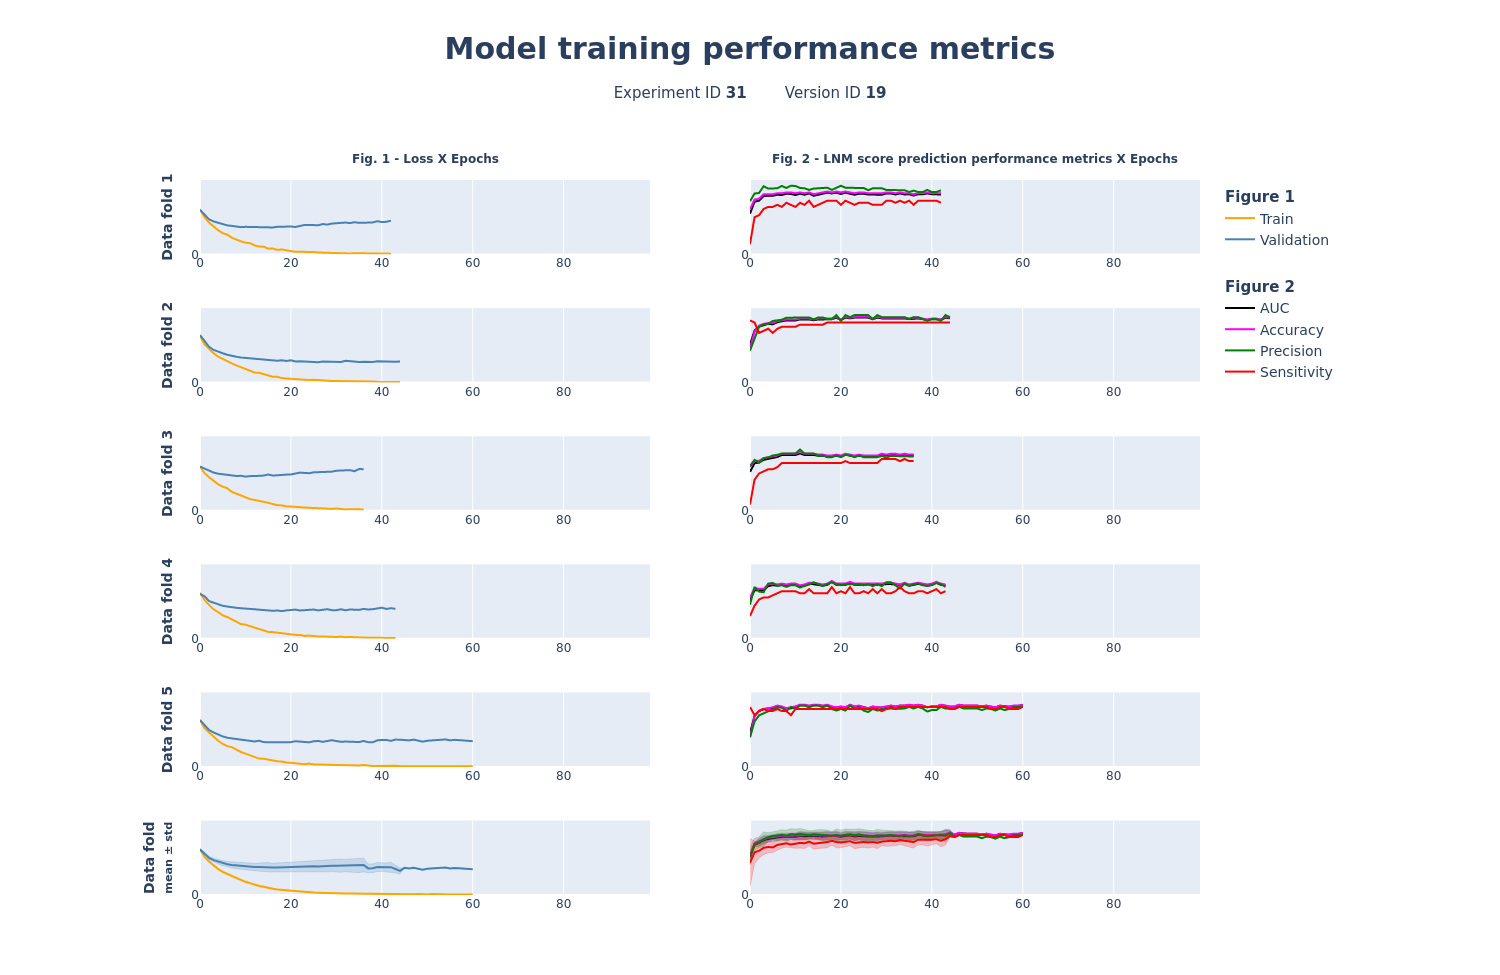 Model training performance metrics
Experiment ID 31 Version ID 19
Fig. 1 - Loss X Epochs
Fig. 2 - LNM score prediction performance metrics X Epochs
Data fold 1
0
0 20 40 60 80
0
0 20 40 60 80
Data fold 2
0
0 20 40 60 80
0
0 20 40 60 80
Data fold 3
0
0 20 40 60 80
0
0 20 40 60 80
Data fold 4
0
0 20 40 60 80
0
0 20 40 60 80
Data fold 5
0
0 20 40 60 80
0
0 20 40 60 80
Data fold
mean ± std
0
0 20 40 60 80
0
0 20 40 60 80
Figure 1
Train
Validation
Figure 2
AUC
Accuracy
Precision
Sensitivity